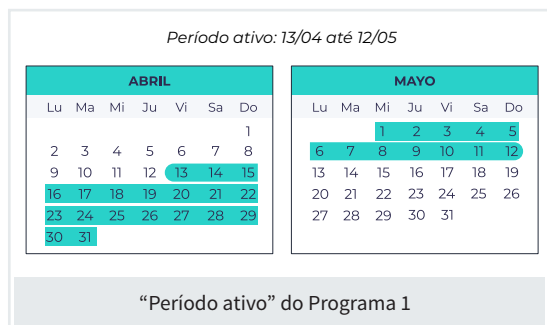 Período ativo: 13/04 até 12/05
ABRIL
Lu Ma Mi Ju Vi Sa Do
1
2 3 4 5 6 7 8
9 10 11 12 13 14 15
16 17 18 19 20 21 22
23 24 25 26 27 28 29
30 31
MAYO
Lu Ma Mi Ju Vi Sa Do
1 2 3 4 5
6 7 8 9 10 11 12
13 14 15 16 17 18 19
20 21 22 23 24 25 26
27 28 29 30 31
“Período ativo” do Programa 1